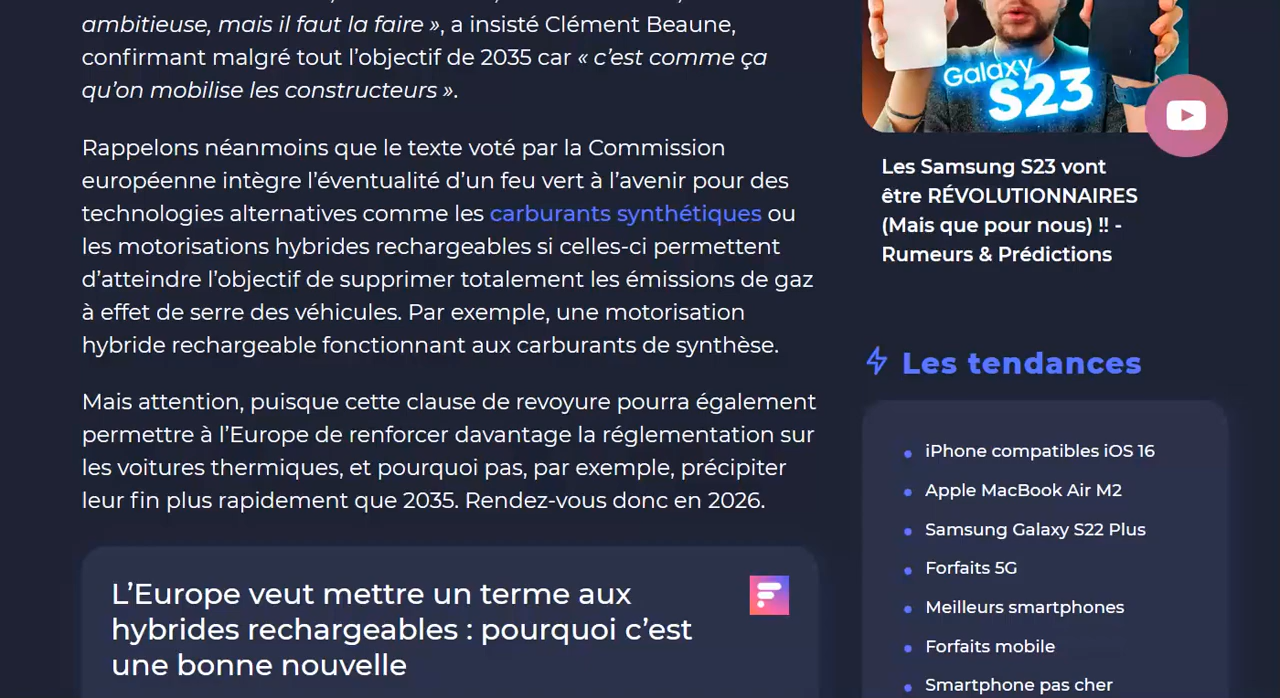 ambitieuse, mais il faut la faire », a insisté Clément Beaune,
confirmant malgré tout l’objectif de 2035 car « c’est comme ça
qu’on mobilise les constructeurs ».
Rappelons néanmoins que le texte voté par la Commission
européenne intègre l’éventualité d’un feu vert à l’avenir pour des
technologies alternatives comme les carburants synthétiques ou
les motorisations hybrides rechargeables si celles-ci permettent
d’atteindre l’objectif de supprimer totalement les émissions de gaz
à effet de serre des véhicules. Par exemple, une motorisation
hybride rechargeable fonctionnant aux carburants de synthèse.
Mais attention, puisque cette clause de revoyure pourra également
permettre à l’Europe de renforcer davantage la réglementation sur
les voitures thermiques, et pourquoi pas, par exemple, précipiter
leur fin plus rapidement que 2035. Rendez-vous donc en 2026.
L’Europe veut mettre un terme aux
hybrides rechargeables : pourquoi c’est
une bonne nouvelle
Galaxy
S23
Les Samsung S23 vont
être RÉVOLUTIONNAIRES
(Mais que pour nous) !! -
Rumeurs & Prédictions
Les tendances
iPhone compatibles iOS 16
Apple MacBook Air M2
Samsung Galaxy S22 Plus
Forfaits 5G
Meilleurs smartphones
Forfaits mobile
Smartphone pas cher